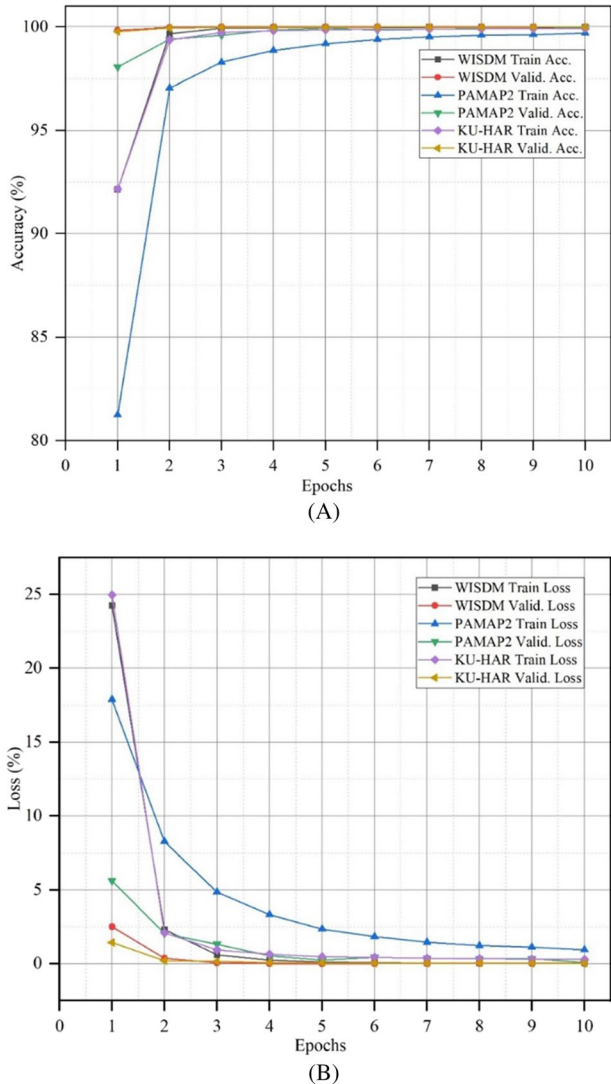 100
95
90
85
80
Accuracy (%)
WISDM Train Acc.
WISDM Valid. Acc.
PAMAP2 Train Acc.
PAMAP2 Valid. Acc.
KU-HAR Train Acc.
KU-HAR Valid. Acc.
0 1 2 3 4 5 6 7 8 9 10
Epochs
(A)
25
20
15
10
5
0
Loss (%)
WISDM Train Loss
WISDM Valid. Loss
PAMAP2 Train Loss
PAMAP2 Valid. Loss
KU-HAR Train Loss
KU-HAR Valid. Loss
0 1 2 3 4 5 6 7 8 9 10
Epochs
(B)